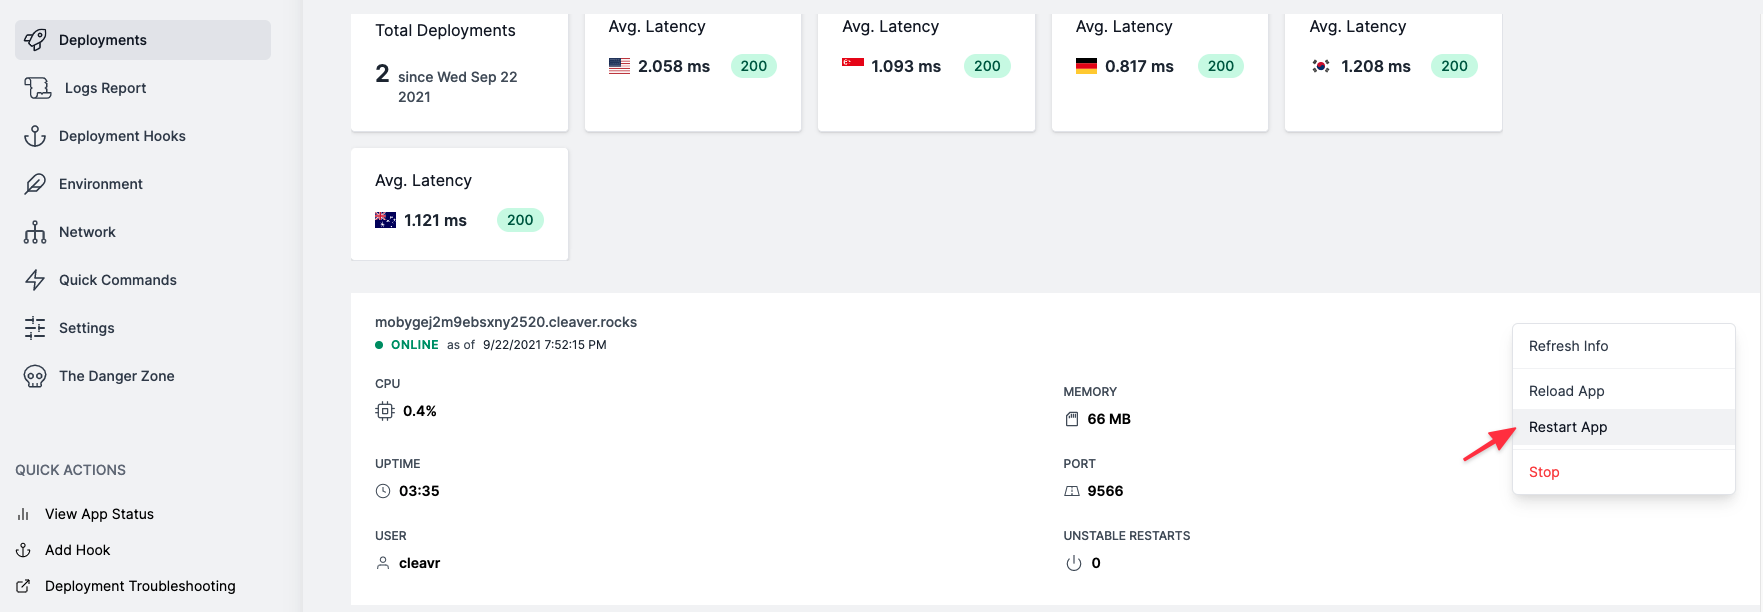 Deployments
Logs Report
Deployment Hooks
Environment
Network
Quick Commands
Settings
The Danger Zone
QUICK ACTIONS
View App Status
Add Hook
Deployment Troubleshooting
Total Deployments
2 since Wed Sep 22
2021
Avg. Latency
2.058 ms 200
Avg. Latency
1.093 ms 200
Avg. Latency
0.817 ms 200
Avg. Latency
1.208 ms 200
Avg. Latency
1.121 ms 200
mobygej2m9ebsxny2520.cleaver.rocks
ONLINE as of 9/22/2021 7:52:15 PM
CPU
0.4%
MEMORY
66 MB
UPTIME
03:35
PORT
9566
USER
cleavr
UNSTABLE RESTARTS
0
Refresh Info
Reload App
Restart App
Stop